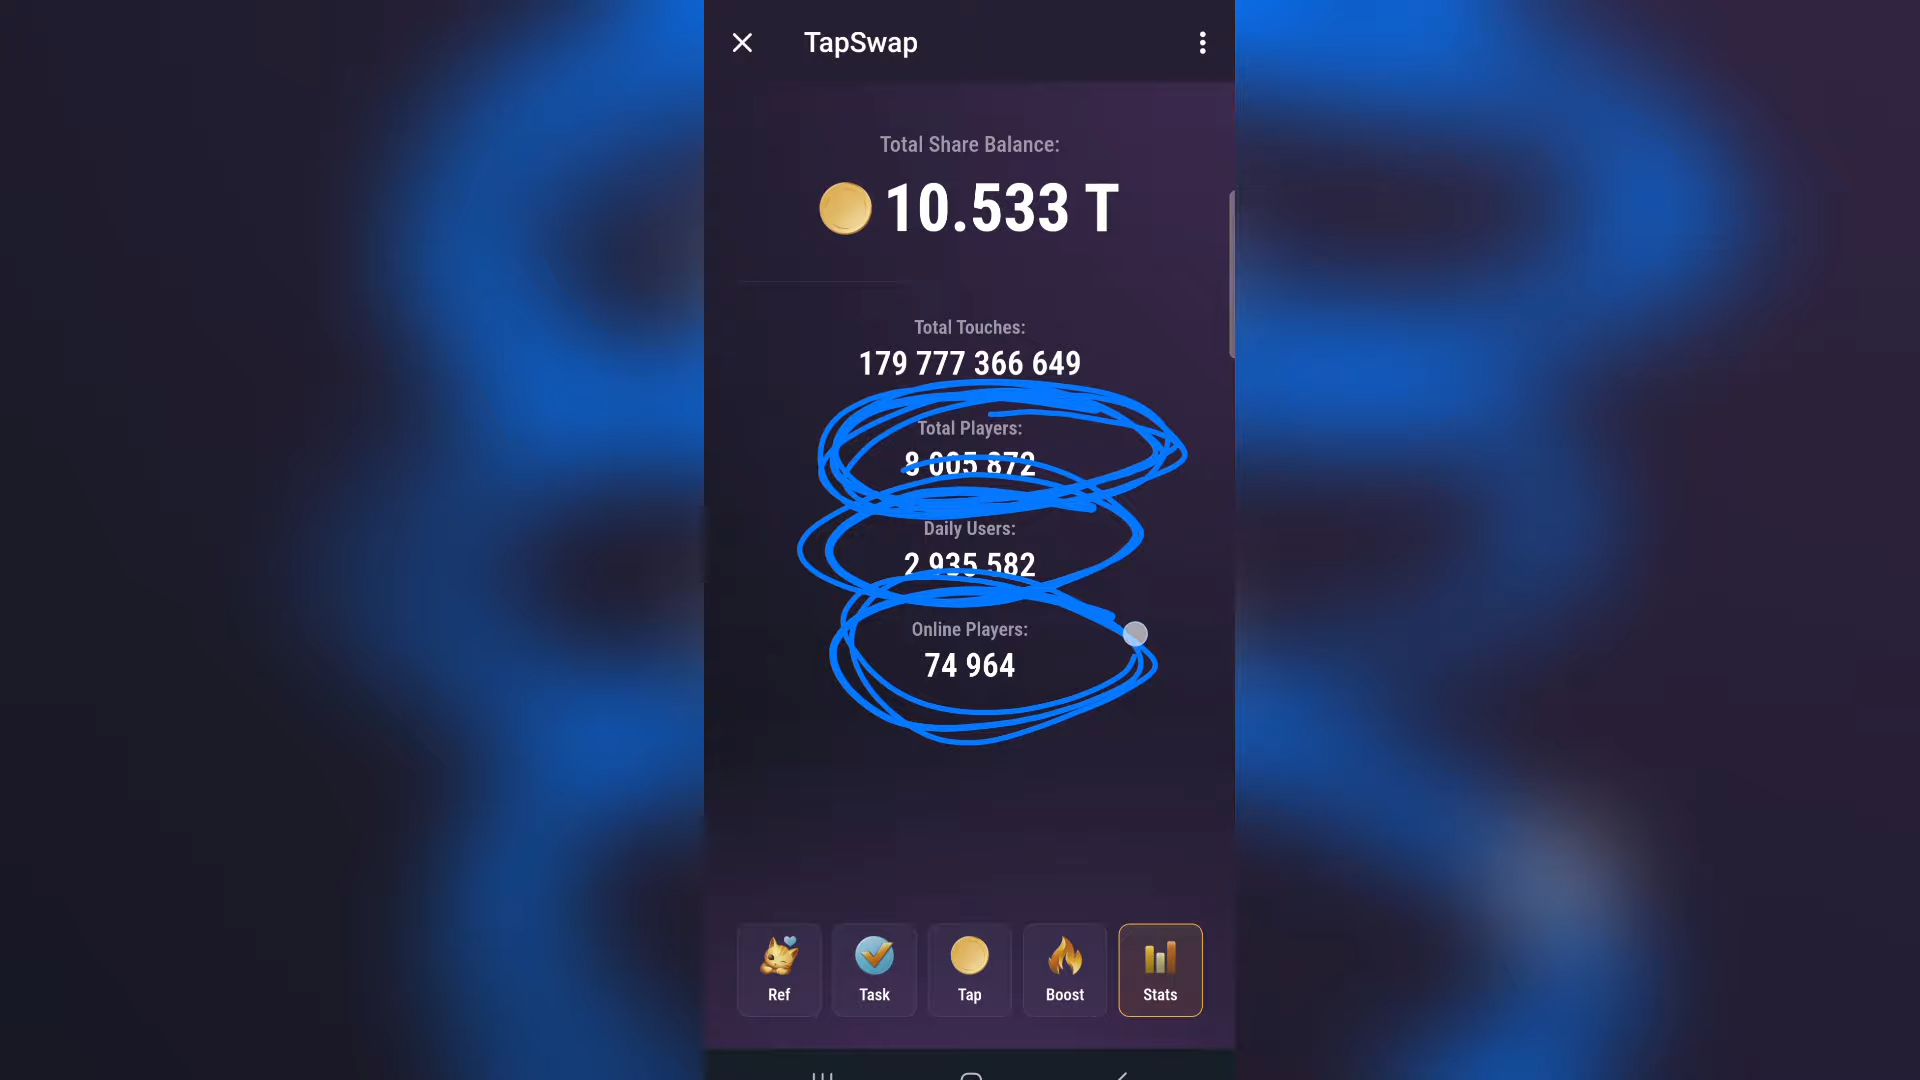 TapSwap
Total Share Balance:
10.533 T
Total Touches:
179 777 366 649
Total Players:
8 005 872
Daily Users:
2 935 582
Online Players:
74 964
Ref
Task
Tap
Boost
Stats